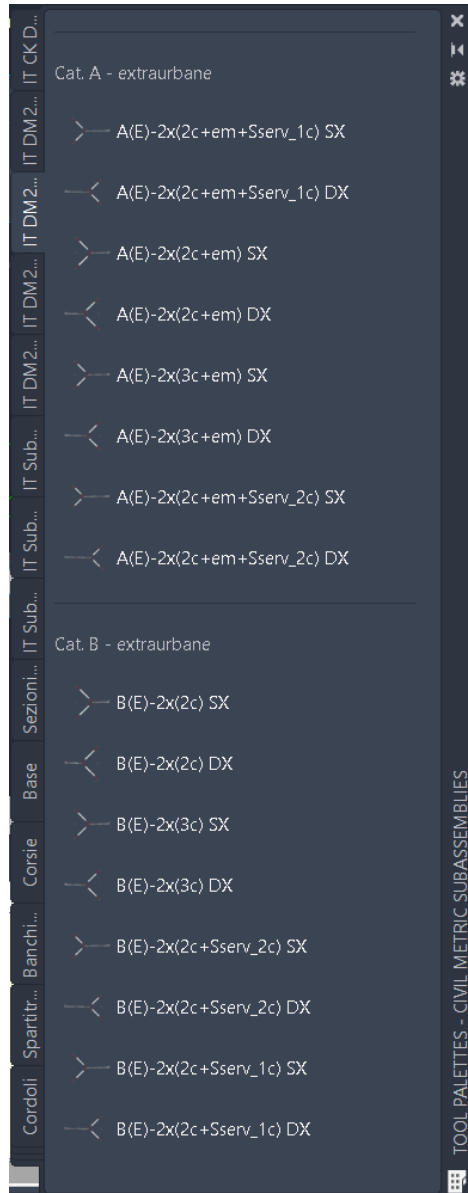 IT CK D...
IT DM2...
IT DM2...
IT DM2...
IT DM2...
IT Sub...
IT Sub...
IT Sub...
Sezioni...
Base
Corsie
Banchi...
Spartitr...
Cordoli
Cat. A - extraurbane
A(E)-2x(2c+em+Sserv_1c) SX
A(E)-2x(2c+em+Sserv_1c) DX
A(E)-2x(2c+em) SX
A(E)-2x(2c+em) DX
A(E)-2x(3c+em) SX
A(E)-2x(3c+em) DX
A(E)-2x(2c+em+Sserv_2c) SX
A(E)-2x(2c+em+Sserv_2c) DX
Cat. B - extraurbane
B(E)-2x(2c) SX
B(E)-2x(2c) DX
B(E)-2x(3c) SX
B(E)-2x(3c) DX
B(E)-2x(2c+Sserv_2c) SX
B(E)-2x(2c+Sserv_2c) DX
B(E)-2x(2c+Sserv_1c) SX
B(E)-2x(2c+Sserv_1c) DX
TOOL PALETTES - CIVIL METRIC SUBASSEMBLIES